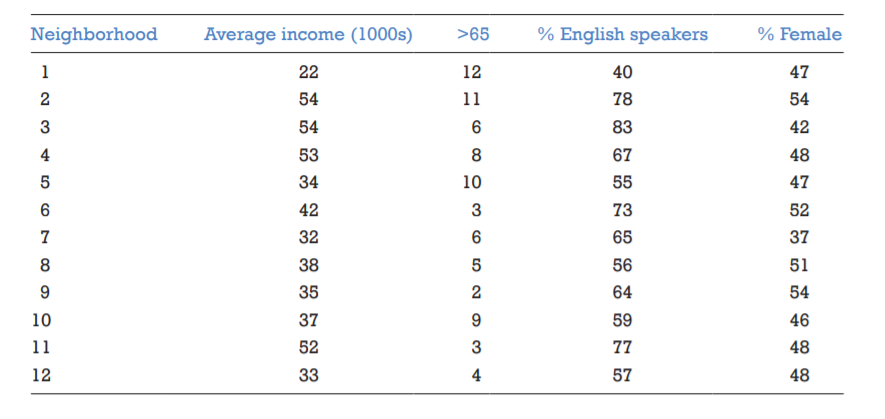 Neighborhood Average income (1000s) >65 % English speakers % Female
1 22 12 40 47
2 54 11 78 54
3 54 6 83 42
4 53 8 67 48
5 34 10 55 47
6 42 3 73 52
7 32 6 65 37
8 38 5 56 51
9 35 2 64 54
10 37 9 59 46
11 52 3 77 48
12 33 4 57 48